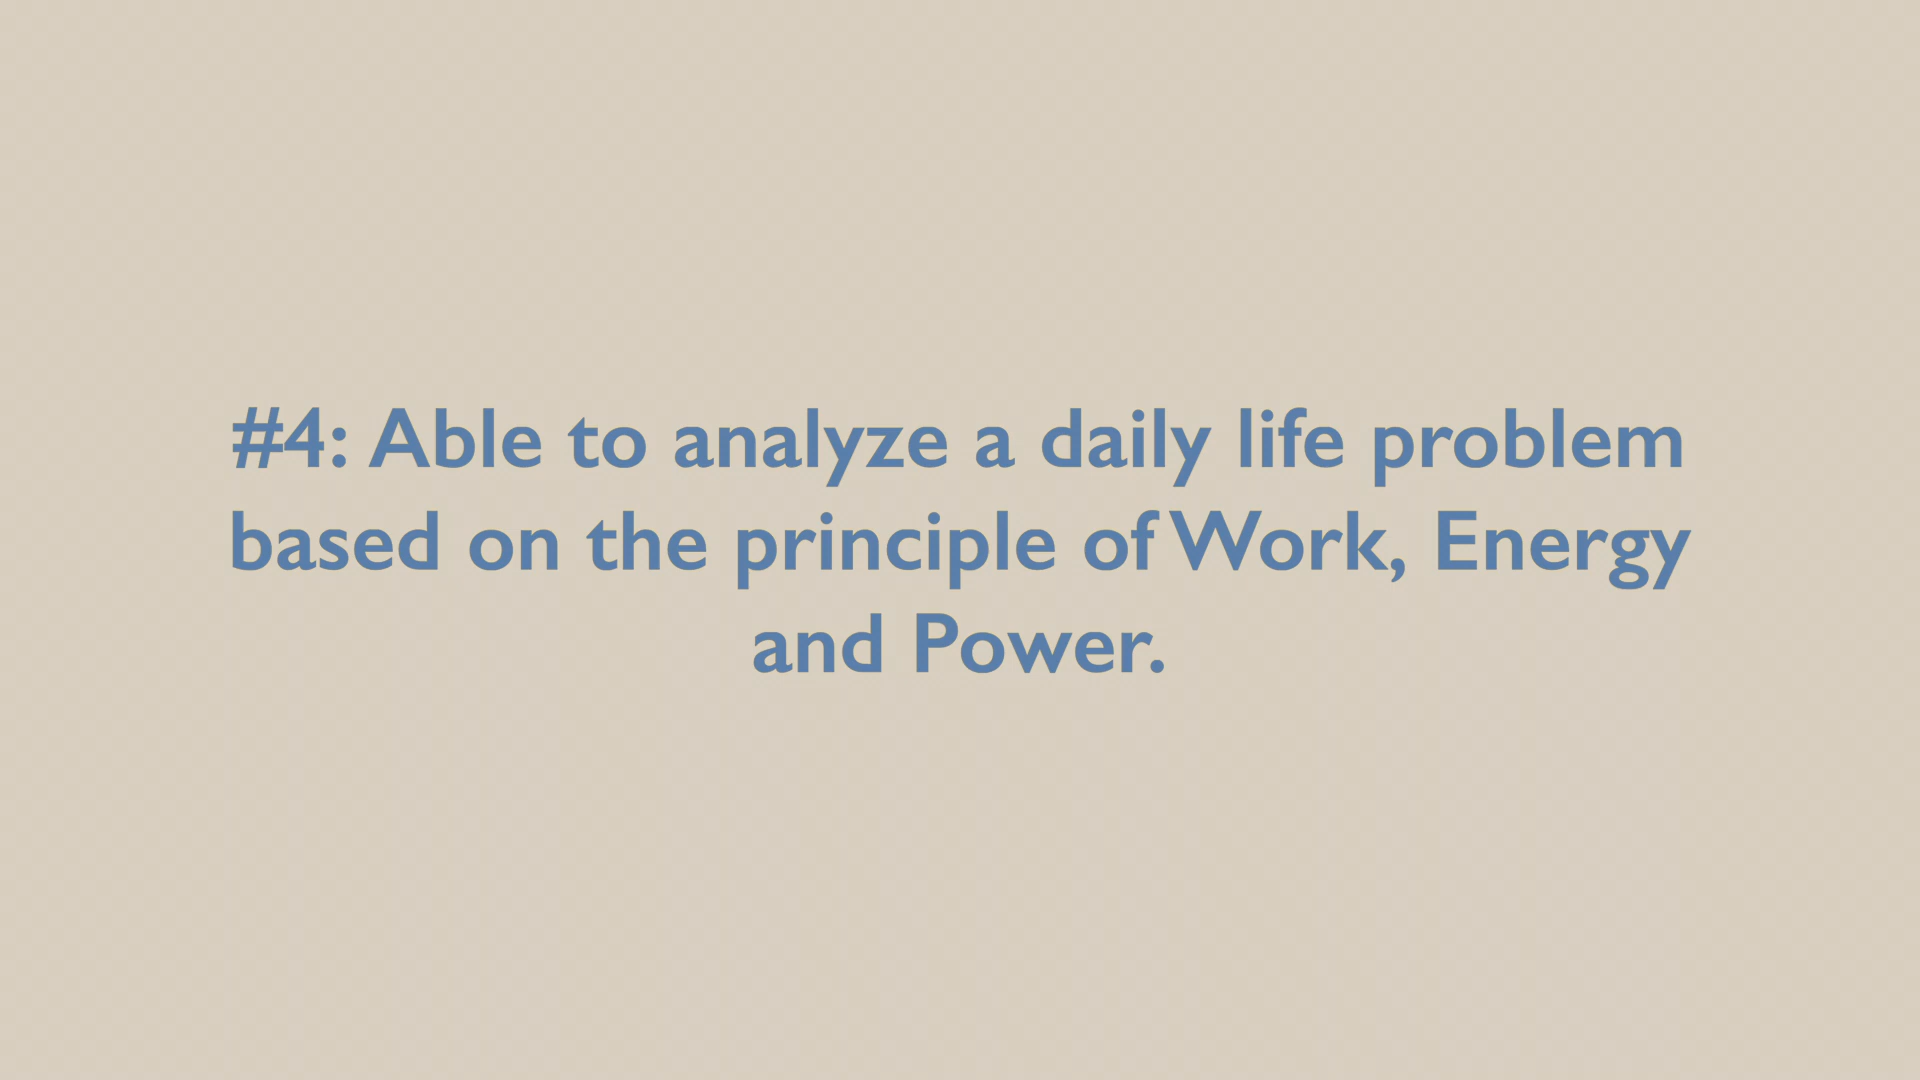 #4: Able to analyze a daily life problem
based on the principle of Work, Energy
and Power.